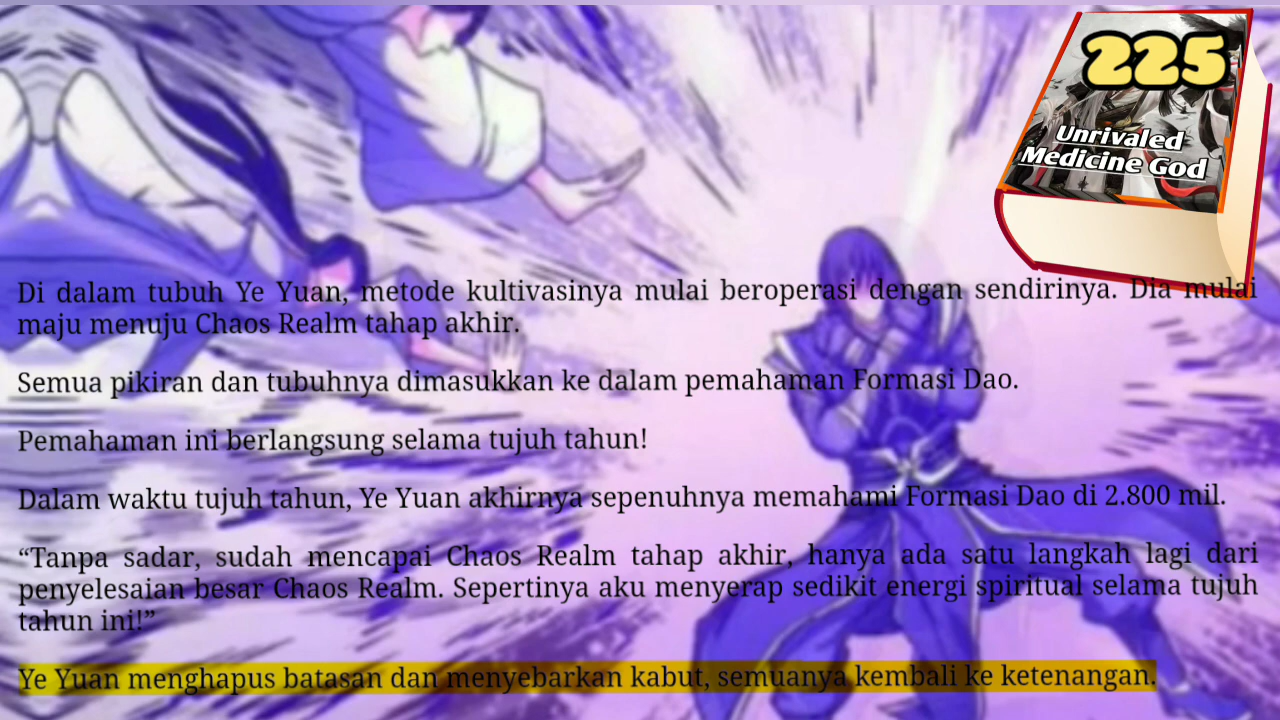 225
Unrivaled
Medicine God
Di dalam tubuh Ye Yuan, metode kultivasinya mulai beroperasi dengan sendirinya. Dia mulai
maju menuju Chaos Realm tahap akhir.
Semua pikiran dan tubuhnya dimasukkan ke dalam pemahaman Formasi Dao.
Pemahaman ini berlangsung selama tujuh tahun!
Dalam waktu tujuh tahun, Ye Yuan akhirnya sepenuhnya memahami Formasi Dao di 2.800 mil.
“Tanpa sadar, sudah mencapai Chaos Realm tahap akhir, hanya ada satu langkah lagi dari
penyelesaian besar Chaos Realm. Sepertinya aku menyerap sedikit energi spiritual selama tujuh
tahun ini!”
Ye Yuan menghapus batasan dan menyebarkan kabut, semuanya kembali ke ketenangan.